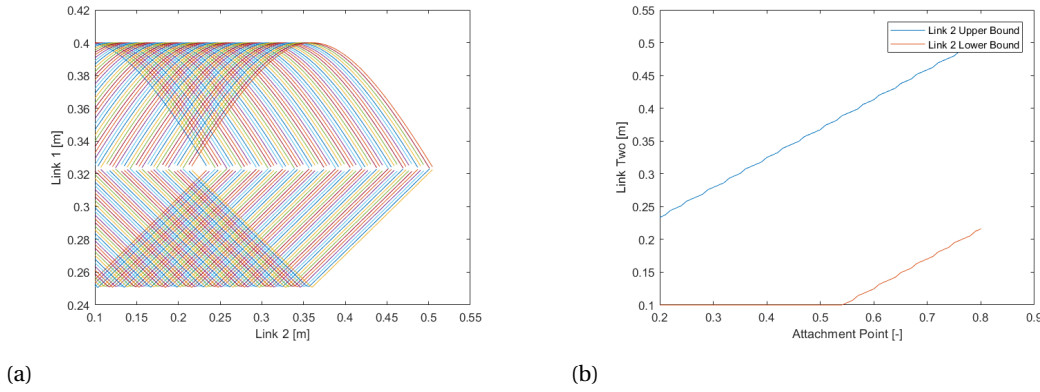 0.42
0.4
0.38
0.36
0.34
0.32
0.3
0.28
0.26
0.24
Link 1 [m]
0.1 0.15 0.2 0.25 0.3 0.35 0.4 0.45 0.5 0.55
Link 2 [m]
(a)
0.55
0.5
0.45
0.4
0.35
0.3
0.25
0.2
0.15
0.1
Link Two [m]
Link 2 Upper Bound
Link 2 Lower Bound
0.2 0.3 0.4 0.5 0.6 0.7 0.8 0.9
Attachment Point [-]
(b)